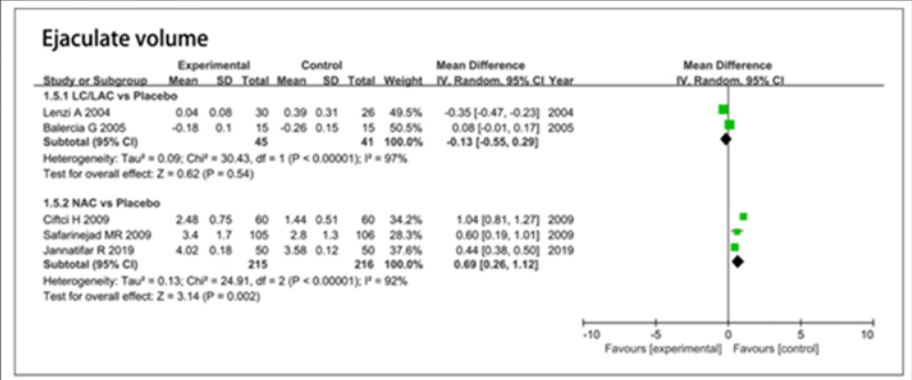 Ejaculate volume
Experimental Control Mean Difference Mean Difference
Study or Subgroup Mean SD Total Mean SD Total Weight IV, Random, 95% CI Year IV, Random, 95% CI
1.5.1 LC/LAC vs Placebo
Lenzi A 2004 0.04 0.08 30 0.39 0.31 26 49.5% -0.35 [-0.47, -0.23] 2004
Balercia G 2005 -0.18 0.1 15 -0.26 0.15 15 50.5% 0.08 [-0.01, 0.17] 2005
Subtotal (95% CI) 45 41 100.0% -0.13 [-0.55, 0.29]
Heterogeneity: Tau² = 0.09; Chi² = 30.43, df = 1 (P < 0.00001); I² = 97%
Test for overall effect: Z = 0.62 (P = 0.54)
1.5.2 NAC vs Placebo
Ciftci H 2009 2.48 0.75 60 1.44 0.51 60 34.2% 1.04 [0.81, 1.27] 2009
Safarinejad MR 2009 3.4 1.7 105 2.8 1.3 106 28.3% 0.60 [0.19, 1.01] 2009
Jannatifar R 2019 4.02 0.18 50 3.58 0.12 50 37.6% 0.44 [0.38, 0.50] 2019
Subtotal (95% CI) 215 216 100.0% 0.69 [0.26, 1.12]
Heterogeneity: Tau² = 0.13; Chi² = 24.91, df = 2 (P < 0.00001); I² = 92%
Test for overall effect: Z = 3.14 (P = 0.002)
-10 -5 0 5 10
Favours [experimental] Favours [control]